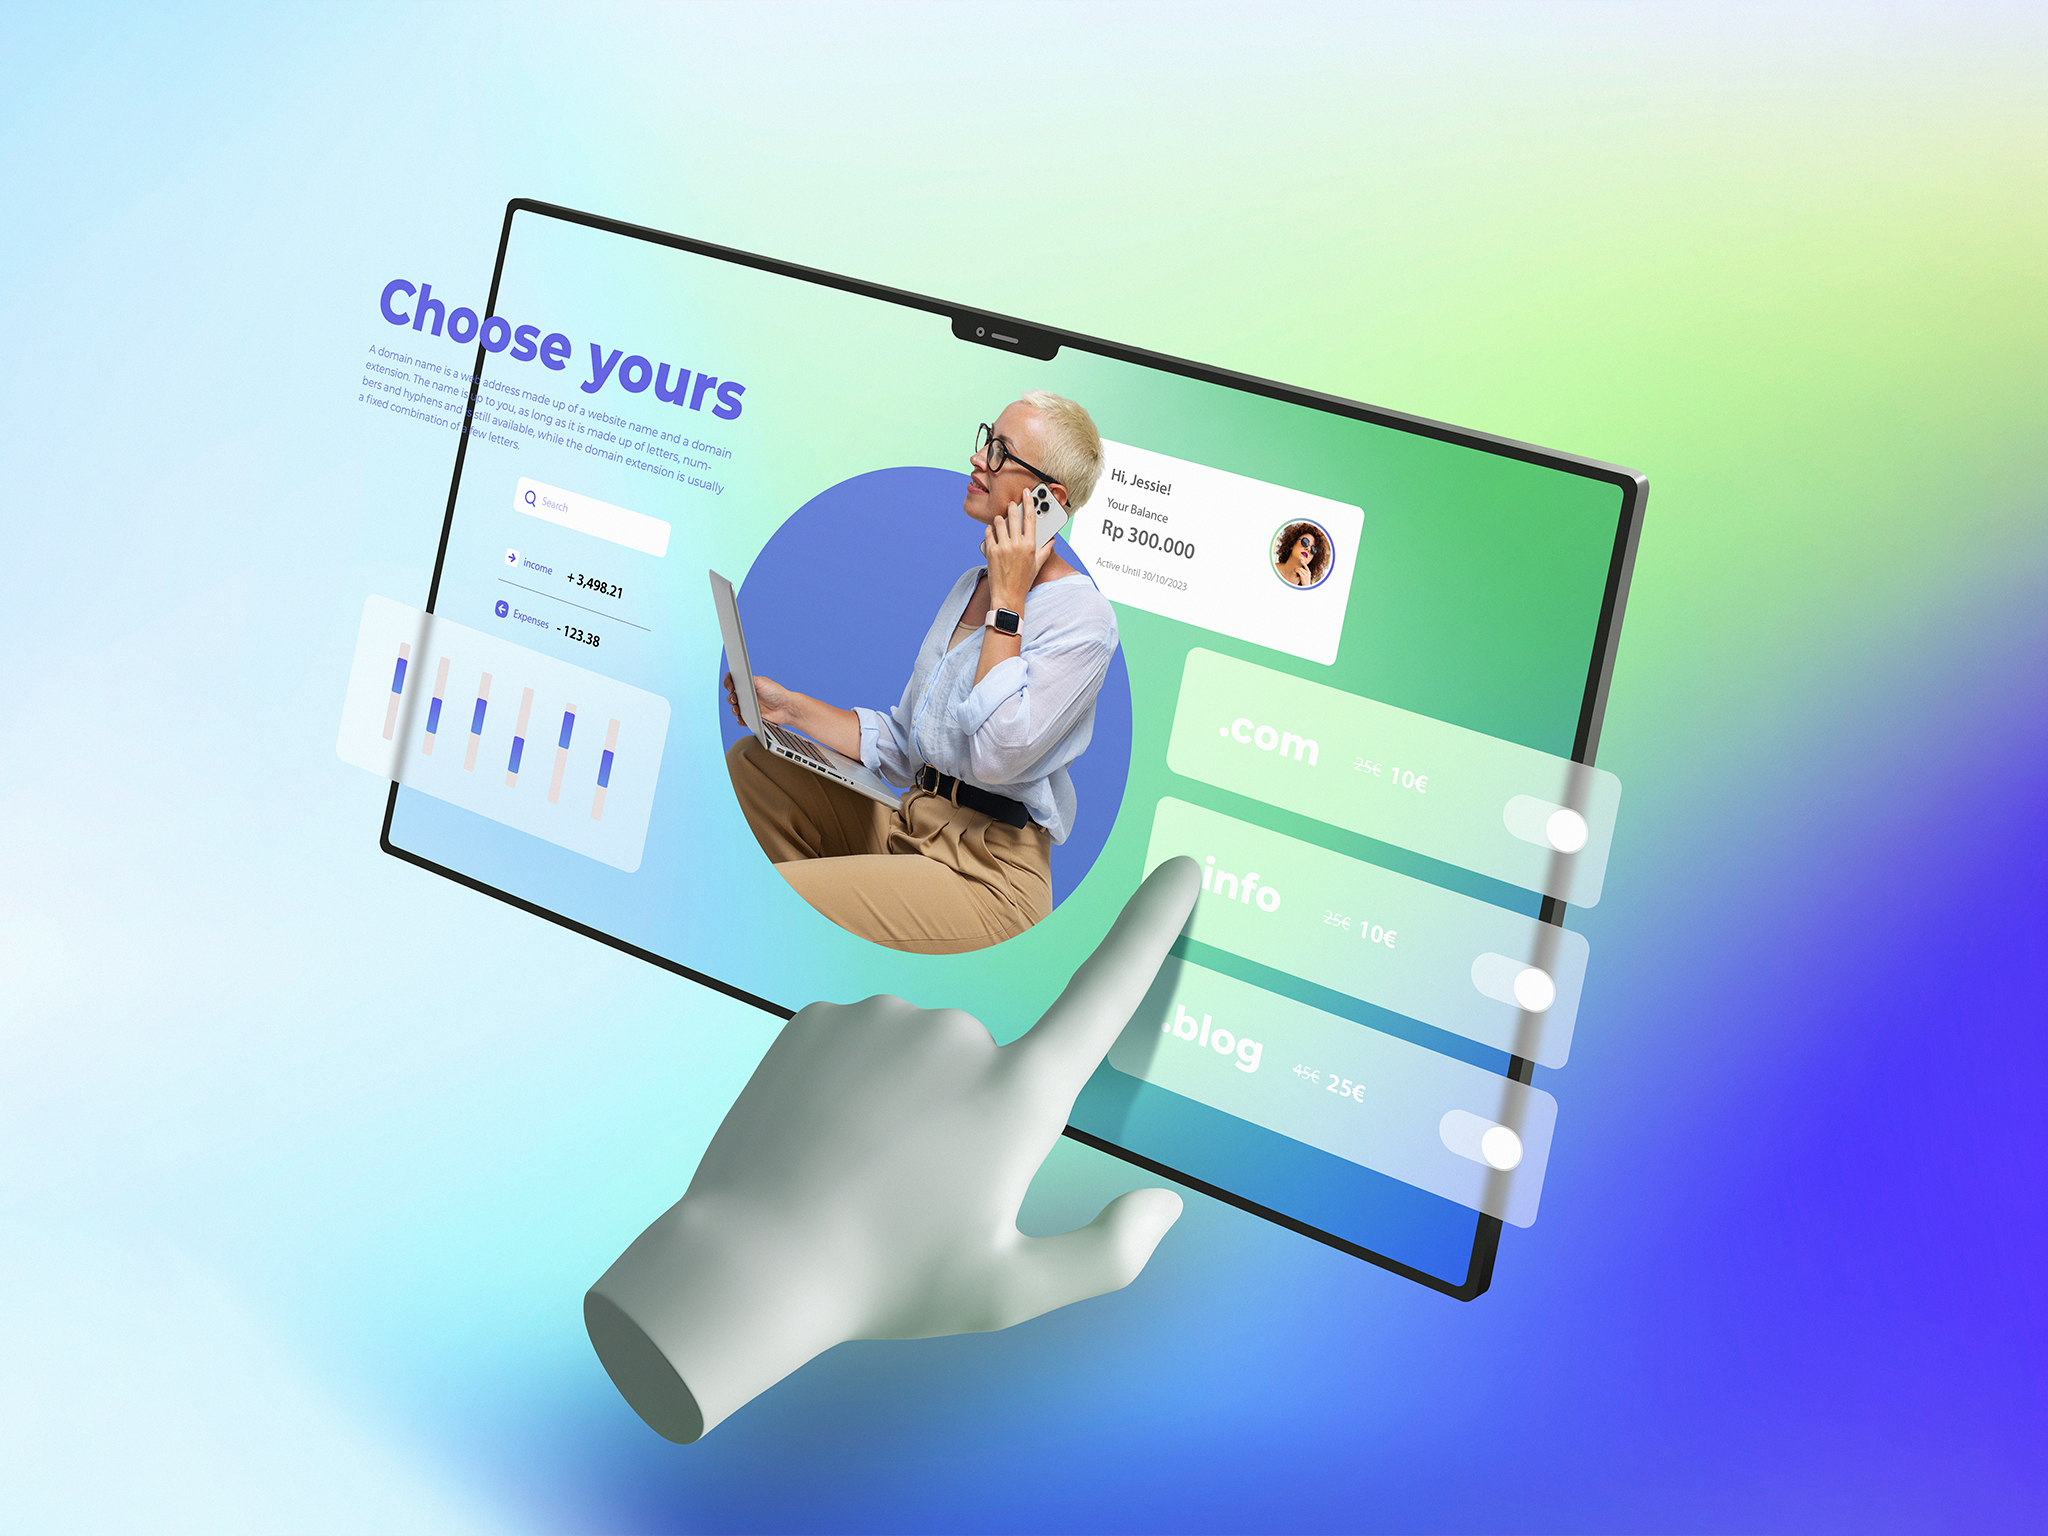 Choose yours
A domain name is a web address made up of a website name and a domain
extension. The name is up to you, as long as it is made up of letters, num-
bers and hyphens and is still available, while the domain extension is usually
a fixed combination of a few letters.
Search
income + 3,498.21
Expenses - 123.38
Hi, Jessie!
Your Balance
Rp 300.000
Active Until 30/10/2023
.com 25€ 10€
info 25€ 10€
.blog 45€ 25€